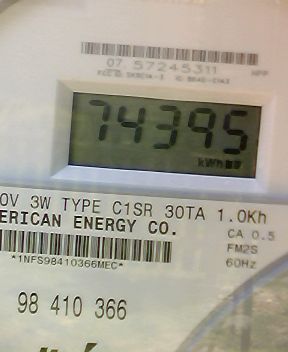 07 57245311
74395
kWh
0V 3W TYPE C1SR 30TA 1.0Kh
ERICAN ENERGY CO.
CA 0.5
FM2S
*1NFS98410366MEC*
60Hz
98 410 366